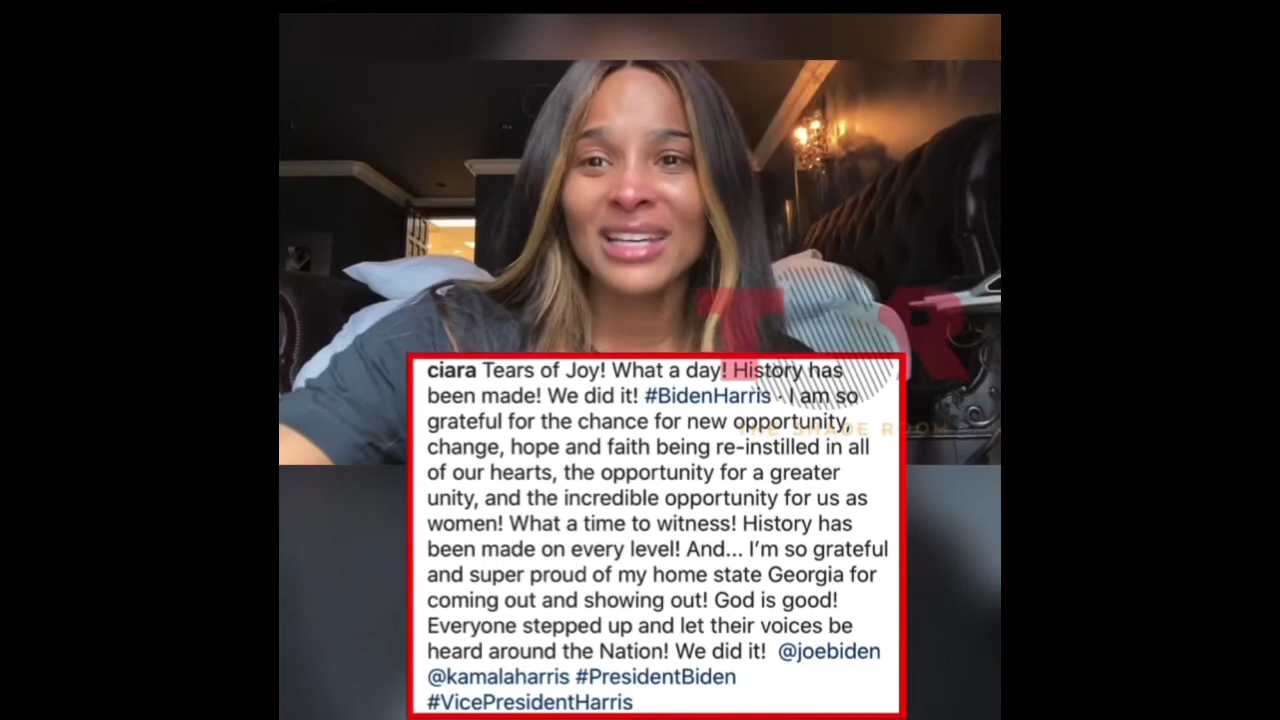 TSR
THE SHADE ROOM
ciara Tears of Joy! What a day! History has
been made! We did it! #BidenHarris · I am so
grateful for the chance for new opportunity,
change, hope and faith being re-instilled in all
of our hearts, the opportunity for a greater
unity, and the incredible opportunity for us as
women! What a time to witness! History has
been made on every level! And... I’m so grateful
and super proud of my home state Georgia for
coming out and showing out! God is good!
Everyone stepped up and let their voices be
heard around the Nation! We did it! @joebiden
@kamalaharris #PresidentBiden
#VicePresidentHarris